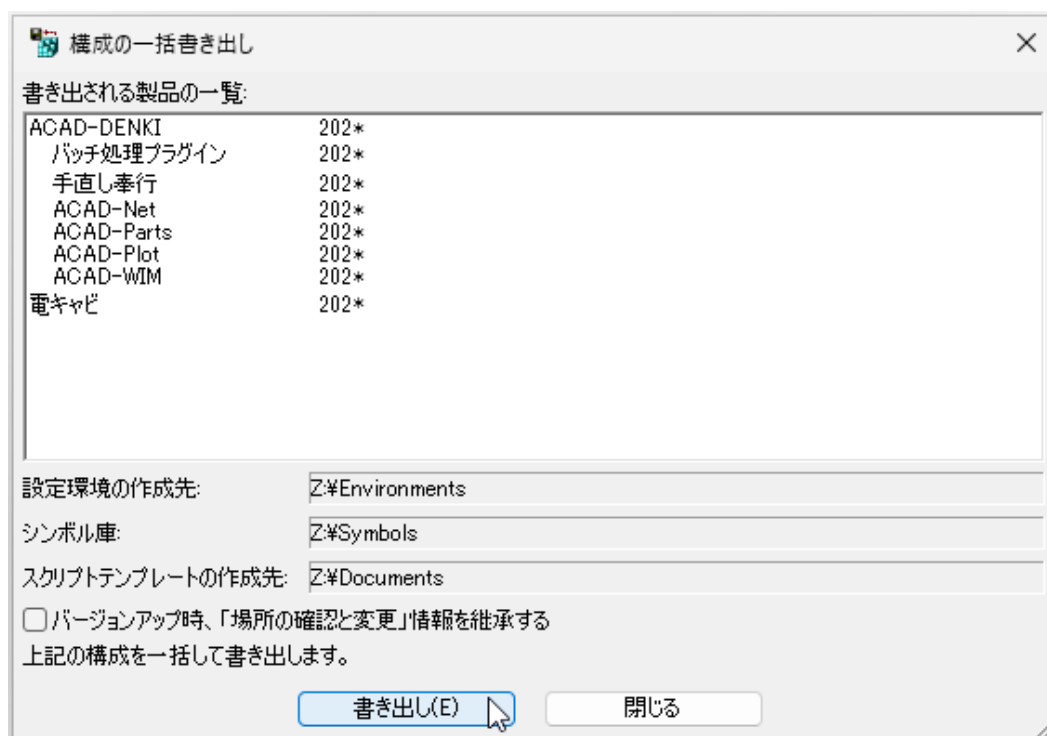 構成の一括書き出し
書き出される製品の一覧:
ACAD-DENKI 202*
バッチ処理プラグイン 202*
手直し奉行 202*
ACAD-Net 202*
ACAD-Parts 202*
ACAD-Plot 202*
ACAD-WIM 202*
電キャビ 202*
設定環境の作成先: Z:¥Environments
シンボル庫: Z:¥Symbols
スクリプトテンプレートの作成先: Z:¥Documents
バージョンアップ時、「場所の確認と変更」情報を継承する
上記の構成を一括して書き出します。
書き出し(E) 閉じる